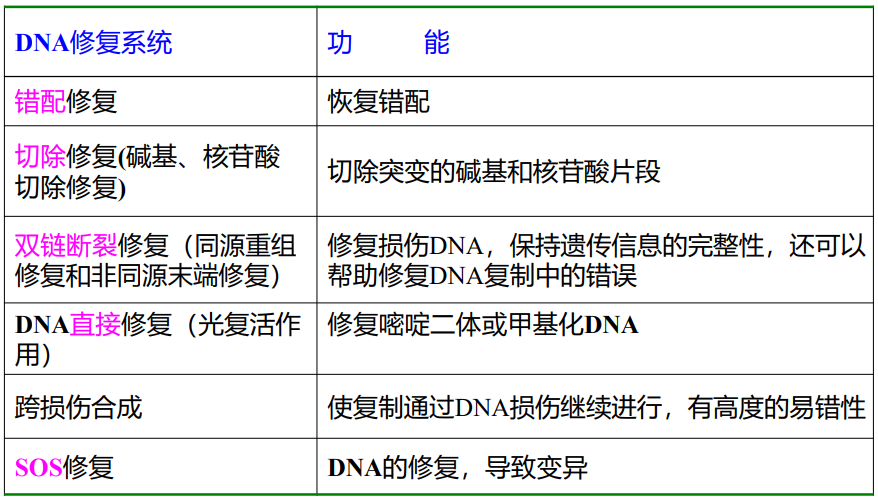 DNA修复系统
功 能
错配修复
恢复错配
切除修复(碱基、核苷酸
切除修复)
切除突变的碱基和核苷酸片段
双链断裂修复（同源重组
修复和非同源末端修复）
修复损伤DNA，保持遗传信息的完整性，还可以
帮助修复DNA复制中的错误
DNA直接修复（光复活作
用）
修复嘧啶二体或甲基化DNA
跨损伤合成
使复制通过DNA损伤继续进行，有高度的易错性
SOS修复
DNA的修复，导致变异